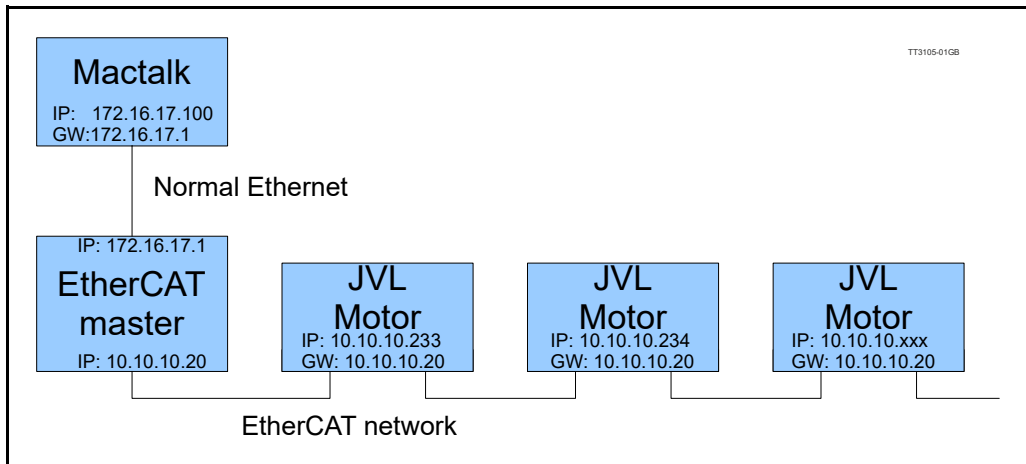 TT3105-01GB
Mactalk
IP: 172.16.17.100
GW:172.16.17.1
Normal Ethernet
IP: 172.16.17.1
EtherCAT
master
IP: 10.10.10.20
JVL
Motor
IP: 10.10.10.233
GW: 10.10.10.20
JVL
Motor
IP: 10.10.10.234
GW: 10.10.10.20
JVL
Motor
IP: 10.10.10.xxx
GW: 10.10.10.20
EtherCAT network